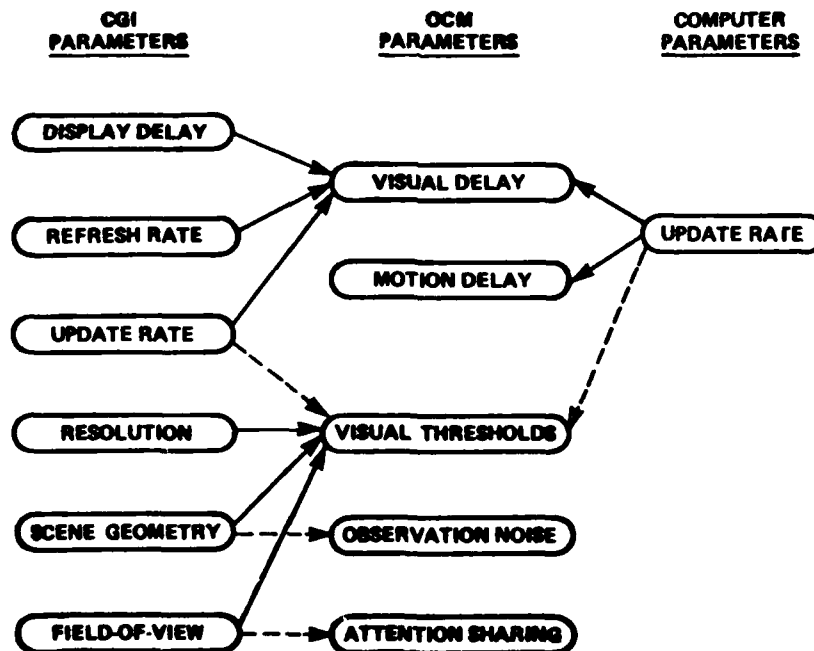 CGI
PARAMETERS
OCM
PARAMETERS
COMPUTER
PARAMETERS
DISPLAY DELAY
VISUAL DELAY
REFRESH RATE
UPDATE RATE
MOTION DELAY
UPDATE RATE
RESOLUTION
VISUAL THRESHOLDS
SCENE GEOMETRY
OBSERVATION NOISE
FIELD-OF-VIEW
ATTENTION SHARING